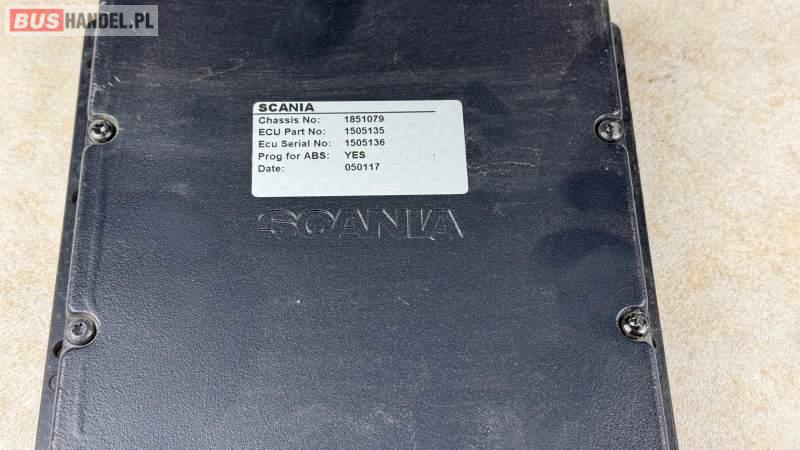 BUSHANDEL.PL
SCANIA
Chassis No: 1851079
ECU Part No: 1505135
Ecu Serial No: 1505136
Prog for ABS: YES
Date: 050117
SCANIA